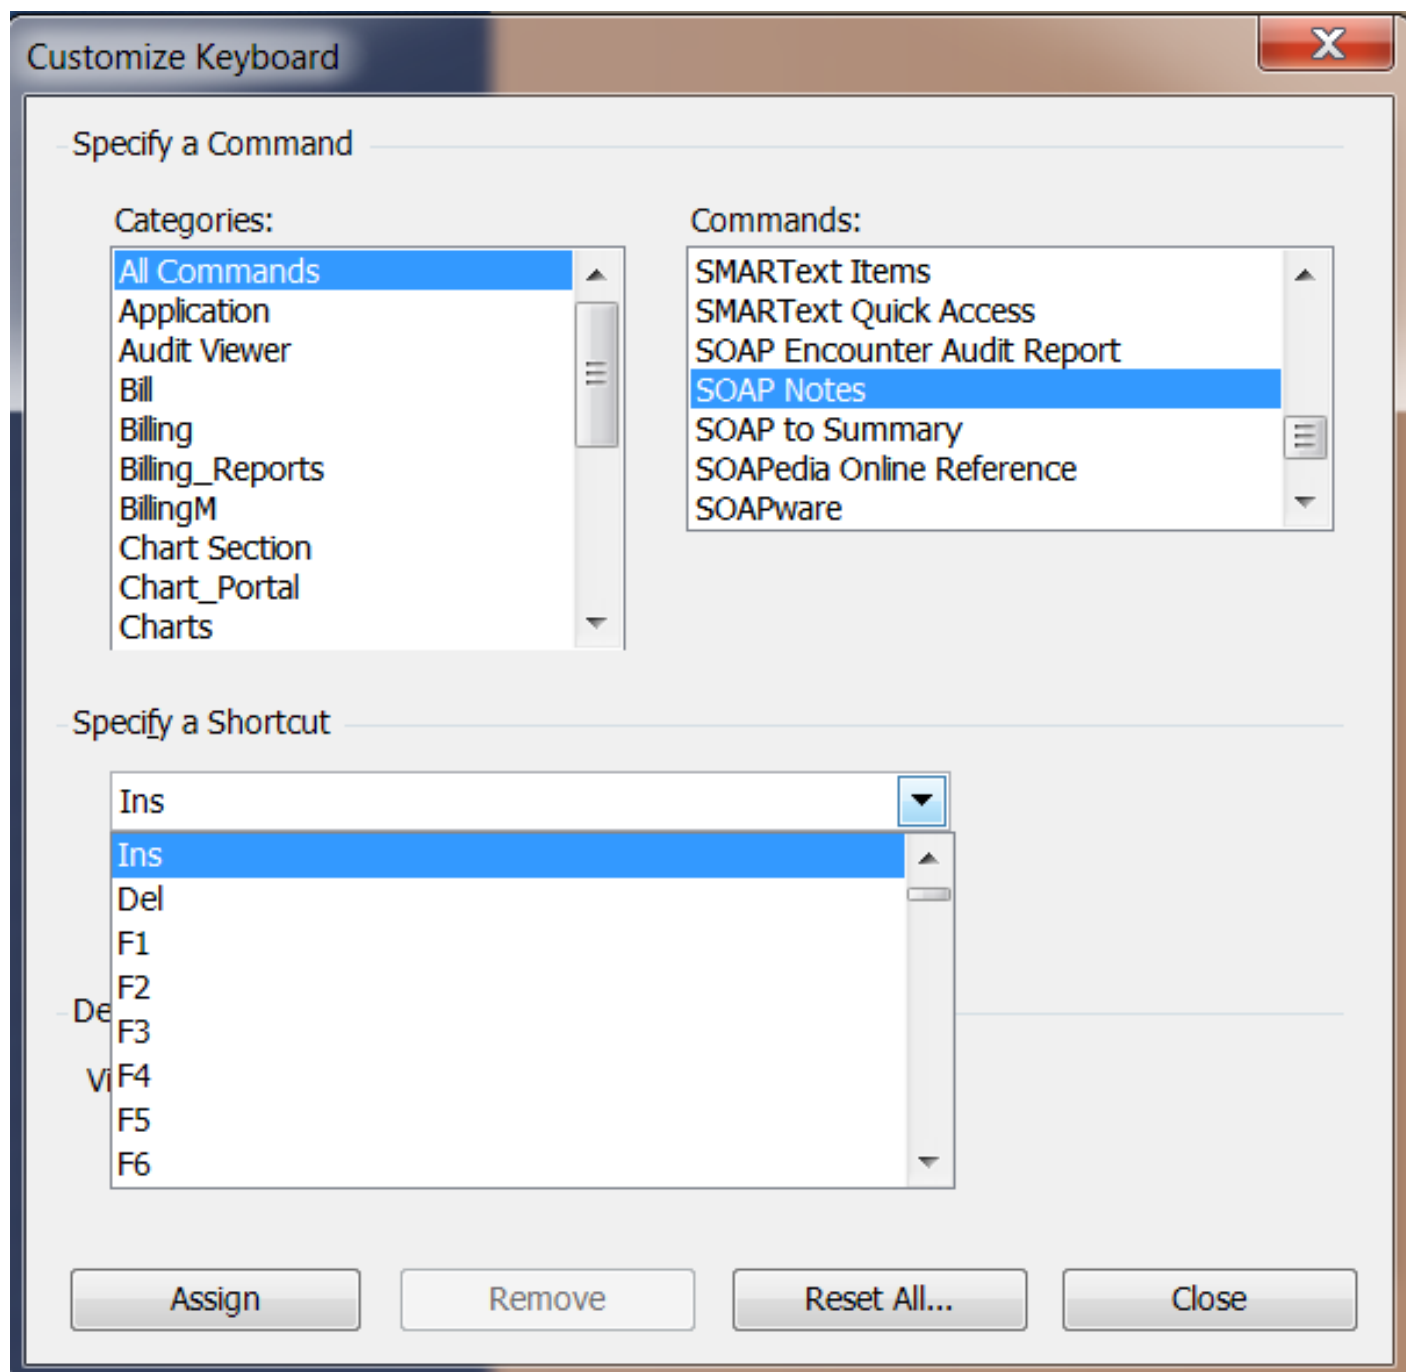 Customize Keyboard
Specify a Command
Categories:
All Commands
Application
Audit Viewer
Bill
Billing
Billing_Reports
BillingM
Chart Section
Chart_Portal
Charts
Commands:
SMARText Items
SMARText Quick Access
SOAP Encounter Audit Report
SOAP Notes
SOAP to Summary
SOAPedia Online Reference
SOAPware
Specify a Shortcut
Ins
Ins
Del
F1
F2
F3
F4
F5
F6
De
Vi
Assign
Remove
Reset All...
Close